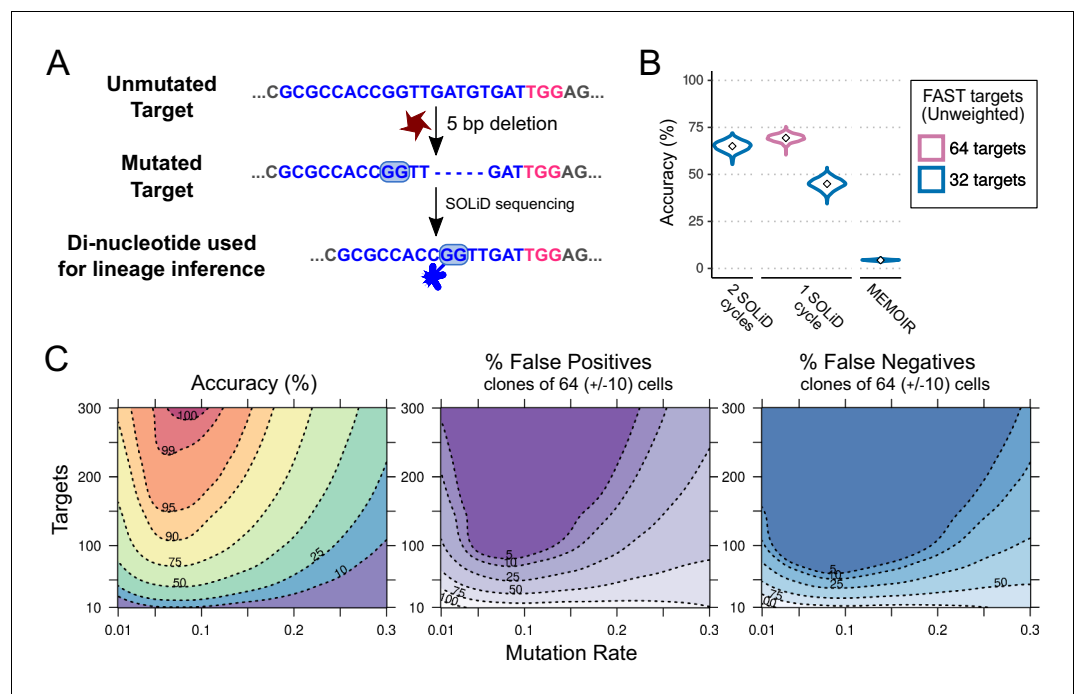 A
Unmutated
Target
...CGCGCCACCGGTTGATGTGATTGGAG...
5 bp deletion
Mutated
Target
...CGCGCCACCGGTT-----GATTGGAG...
SOLiD sequencing
Di-nucleotide used
for lineage inference
...CGCGCCACCGGTTGATTGGAG...
B
Accuracy (%)
100
75
50
25
0
2 SOLiD
cycles
1 SOLiD
cycle
MEMOIR
FAST targets
(Unweighted)
64 targets
32 targets
C
Accuracy (%)
% False Positives
clones of 64 (+/-10) cells
% False Negatives
clones of 64 (+/-10) cells
Targets
300
200
100
10
0.01
0.1
0.2
0.3
100
99
95
90
75
50
25
10
300
200
100
10
0.01
0.1
0.2
0.3
5
10
25
50
75
100
300
200
100
10
0.01
0.1
0.2
0.3
5
10
25
50
75
100
Mutation Rate